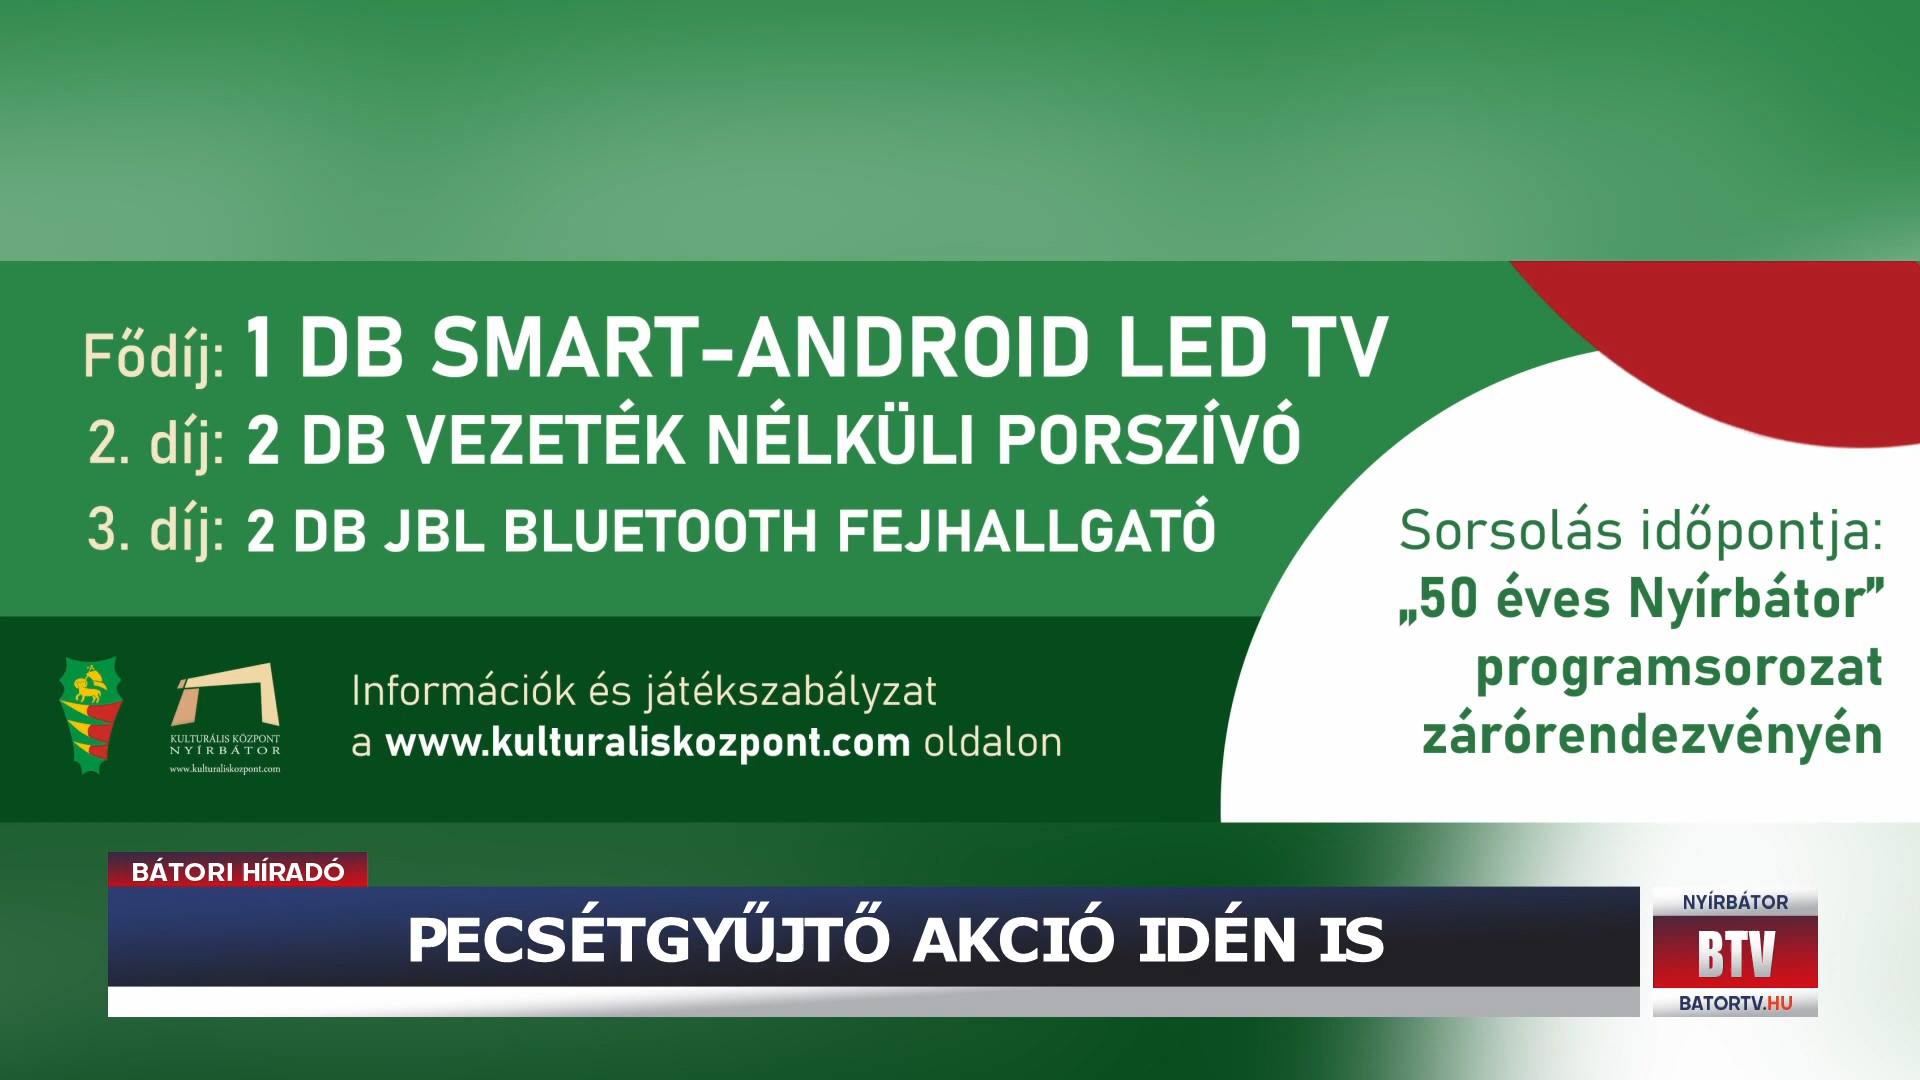 Fődíj: 1 DB SMART-ANDROID LED TV
2. díj: 2 DB VEZETÉK NÉLKÜLI PORSZÍVÓ
3. díj: 2 DB JBL BLUETOOTH FEJHALLGATÓ
Sorsolás időpontja:
„50 éves Nyírbátor”
programsorozat
zárórendezvényén
KULTURÁLIS KÖZPONT
NYÍRBÁTOR
www.kulturaliskozpont.com
Információk és játékszabályzat
a www.kulturaliskozpont.com oldalon
BÁTORI HÍRADÓ
PECSÉTGYŰJTŐ AKCIÓ IDÉN IS
NYÍRBÁTOR
BTV
BATORTV.HU